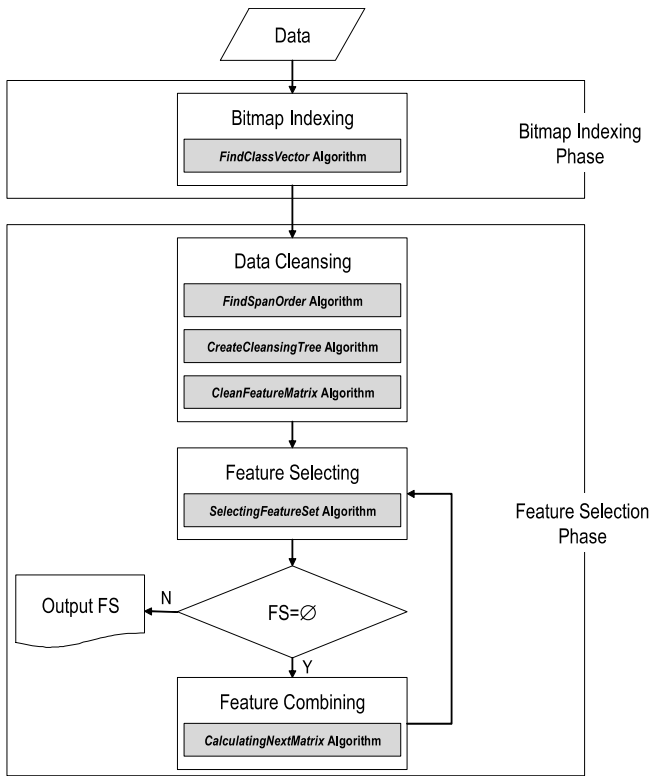 Data
Bitmap Indexing
FindClassVector Algorithm
Bitmap Indexing
Phase
Data Cleansing
FindSpanOrder Algorithm
CreateCleansingTree Algorithm
CleanFeatureMatrix Algorithm
Feature Selecting
SelectingFeatureSet Algorithm
Feature Selection
Phase
Output FS
N
FS=∅
Y
Feature Combining
CalculatingNextMatrix Algorithm